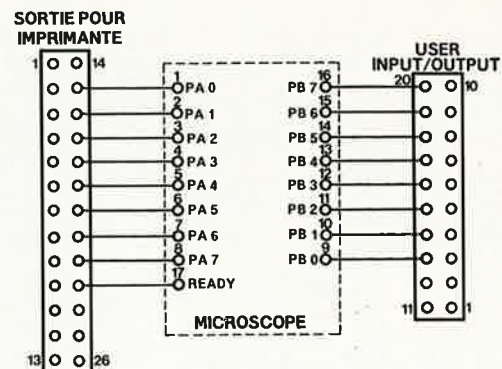 SORTIE POUR
IMPRIMANTE
1 14
13 26
1 PA 0
2 PA 1
3 PA 2
4 PA 3
5 PA 4
6 PA 5
7 PA 6
8 PA 7
17 READY
16 PB 7
15 PB 6
14 PB 5
13 PB 4
12 PB 3
11 PB 2
10 PB 1
9 PB 0
MICROSCOPE
USER
INPUT/OUTPUT
20 10
11 1